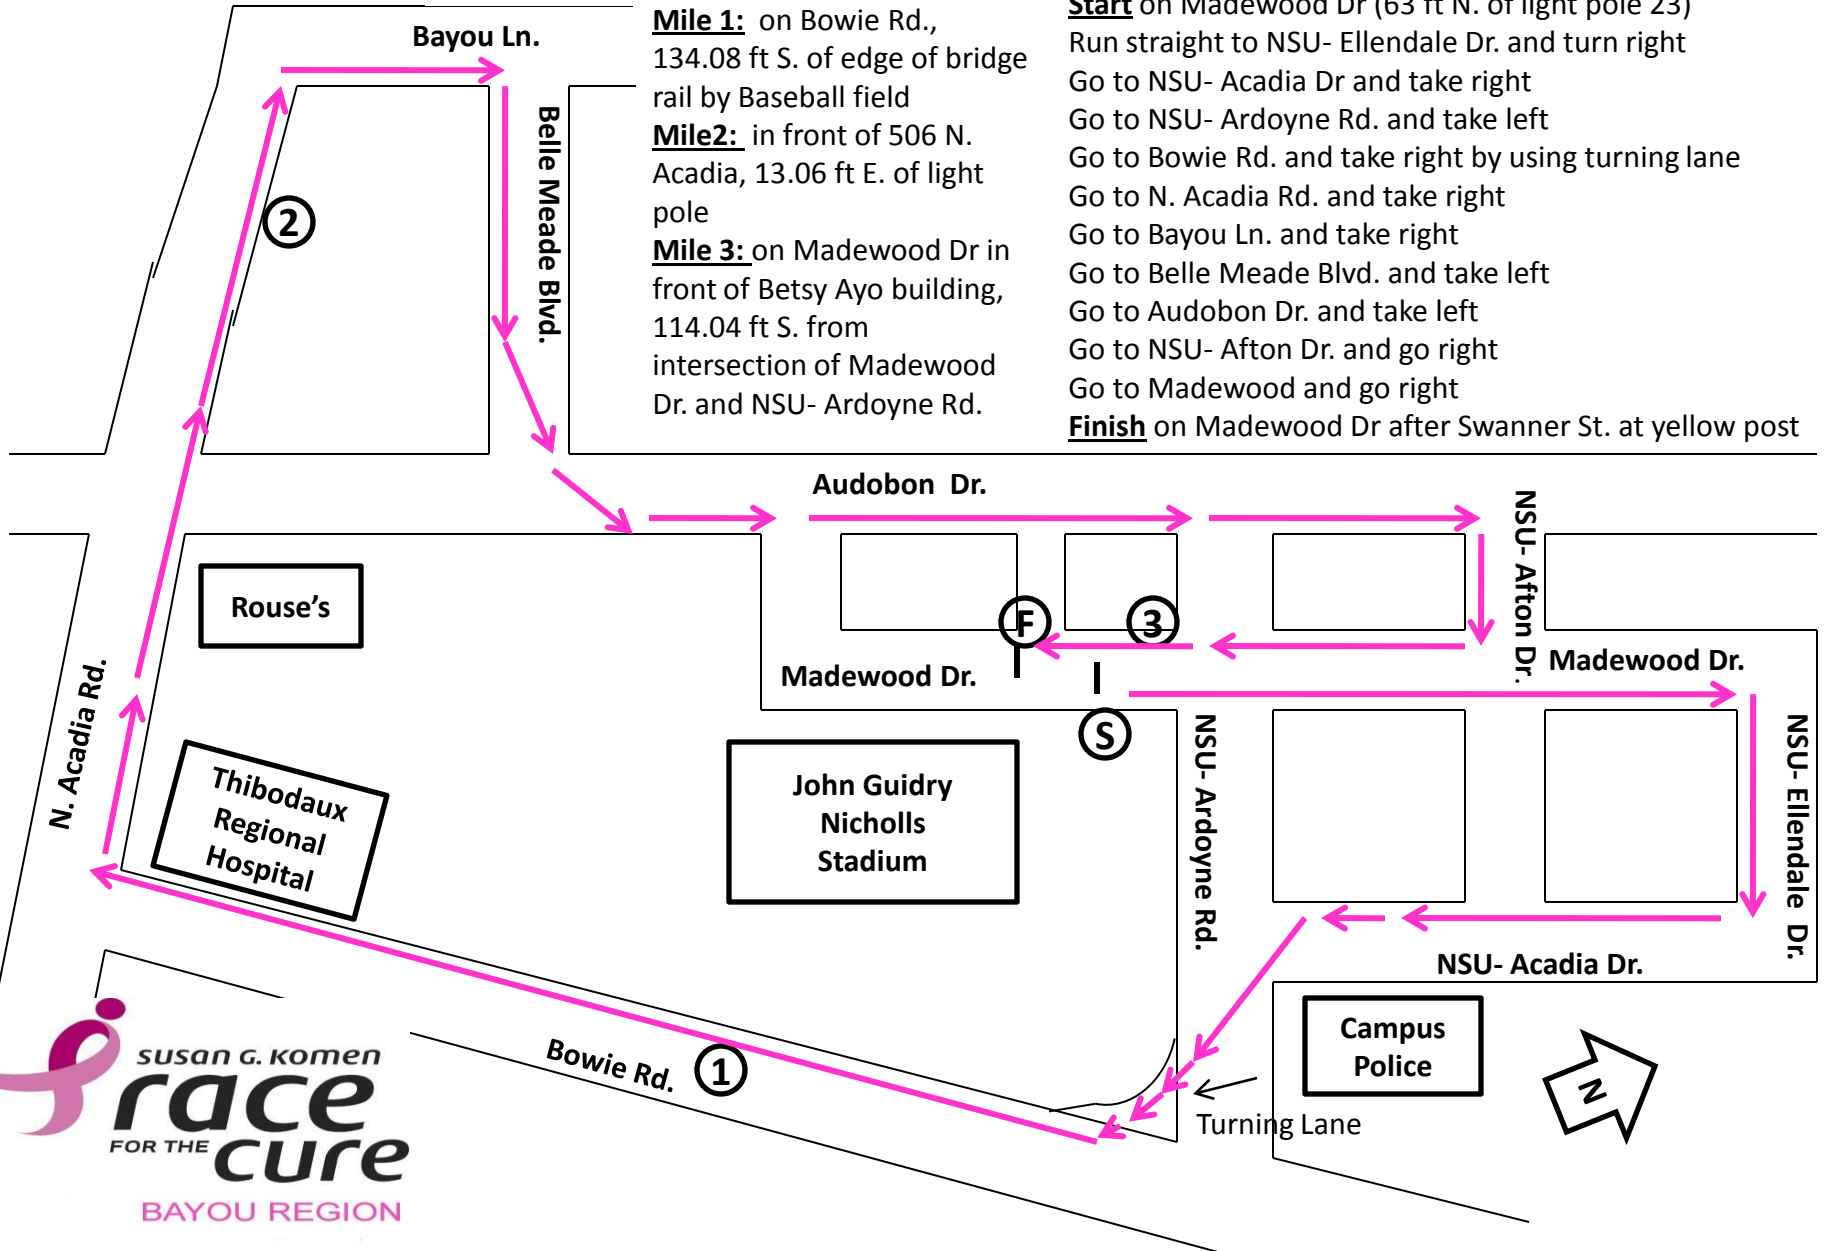 Bayou Ln.
Mile 1:  on Bowie Rd.,
134.08 ft S. of edge of bridge
rail by Baseball field
Mile2:  in front of 506 N.
Acadia, 13.06 ft E. of light
pole
Mile 3: on Madewood Dr in
front of Betsy Ayo building,
114.04 ft S. from
intersection of Madewood
Dr. and NSU- Ardoyne Rd.
Start on Madewood Dr (63 ft N. of light pole 23)
Run straight to NSU- Ellendale Dr. and turn right
Go to NSU- Acadia Dr and take right
Go to NSU- Ardoyne Rd. and take left
Go to Bowie Rd. and take right by using turning lane
Go to N. Acadia Rd. and take right
Go to Bayou Ln. and take right
Go to Belle Meade Blvd. and take left
Go to Audobon Dr. and take left
Go to NSU- Afton Dr. and go right
Go to Madewood and go right
Finish on Madewood Dr after Swanner St. at yellow post
Belle Meade Blvd.
2
Audobon  Dr.
NSU- Afton Dr.
Rouse's
F
3
Madewood Dr.
Madewood Dr.
S
N. Acadia Rd.
Thibodaux
Regional
Hospital
John Guidry
Nicholls
Stadium
NSU- Ardoyne Rd.
NSU- Ellendale  Dr.
NSU- Acadia Dr.
Campus
Police
Bowie Rd.
1
Turning Lane
N
susan g. komen
race
FOR THE
cure
BAYOU REGION